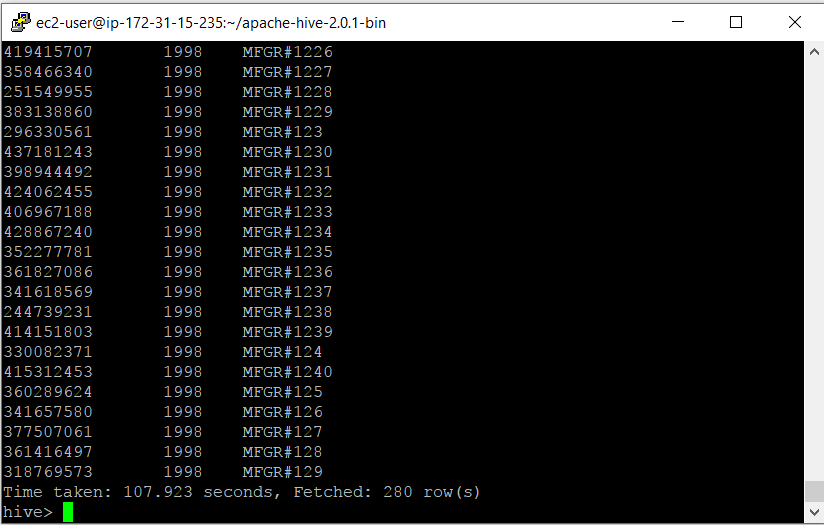 ec2-user@ip-172-31-15-235:~/apache-hive-2.0.1-bin
419415707 1998 MFGR#1226
358466340 1998 MFGR#1227
251549955 1998 MFGR#1228
383138860 1998 MFGR#1229
296330561 1998 MFGR#123
437181243 1998 MFGR#1230
398944492 1998 MFGR#1231
424062455 1998 MFGR#1232
406967188 1998 MFGR#1233
428867240 1998 MFGR#1234
352277781 1998 MFGR#1235
361827086 1998 MFGR#1236
341618569 1998 MFGR#1237
244739231 1998 MFGR#1238
414151803 1998 MFGR#1239
330082371 1998 MFGR#124
415312453 1998 MFGR#1240
360289624 1998 MFGR#125
341657580 1998 MFGR#126
377507061 1998 MFGR#127
361416497 1998 MFGR#128
318769573 1998 MFGR#129
Time taken: 107.923 seconds, Fetched: 280 row(s)
hive>